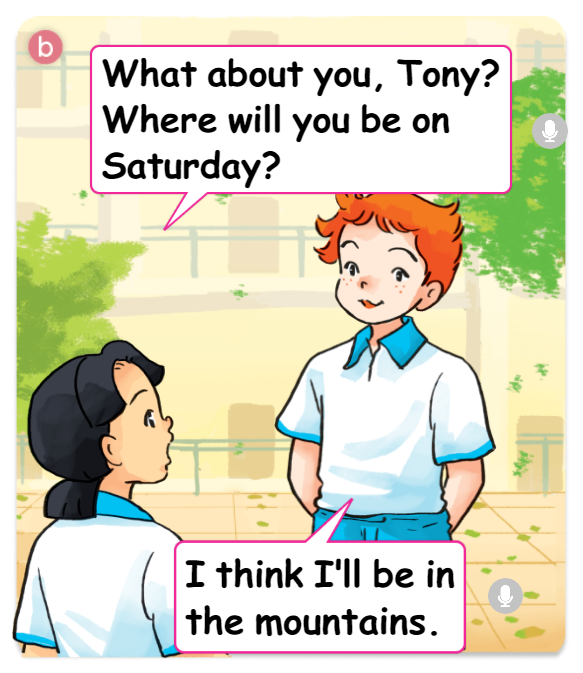 b
What about you, Tony?
Where will you be on
Saturday?
I think I'll be in
the mountains.